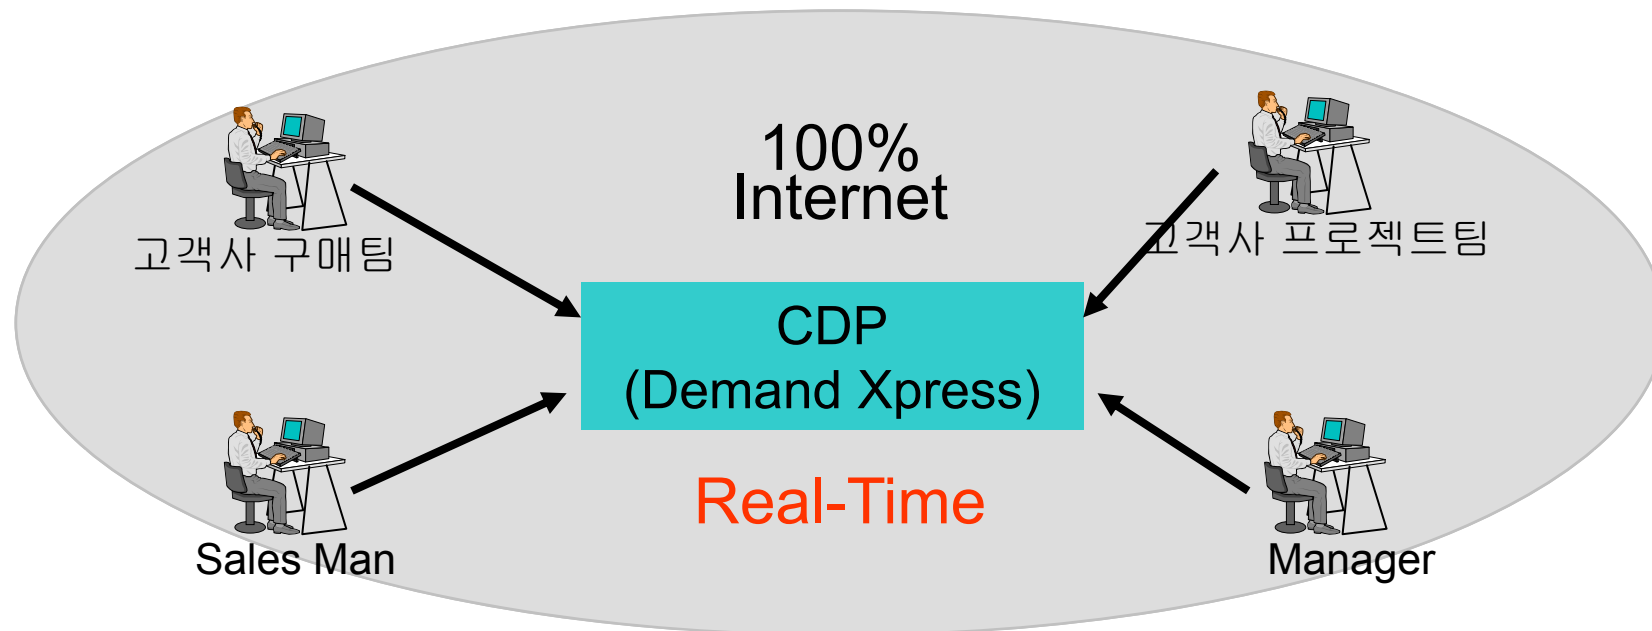 100%
Internet
고객사 구매팀
고객사 프로젝트팀
CDP
(Demand Xpress)
Real-Time
Sales Man
Manager